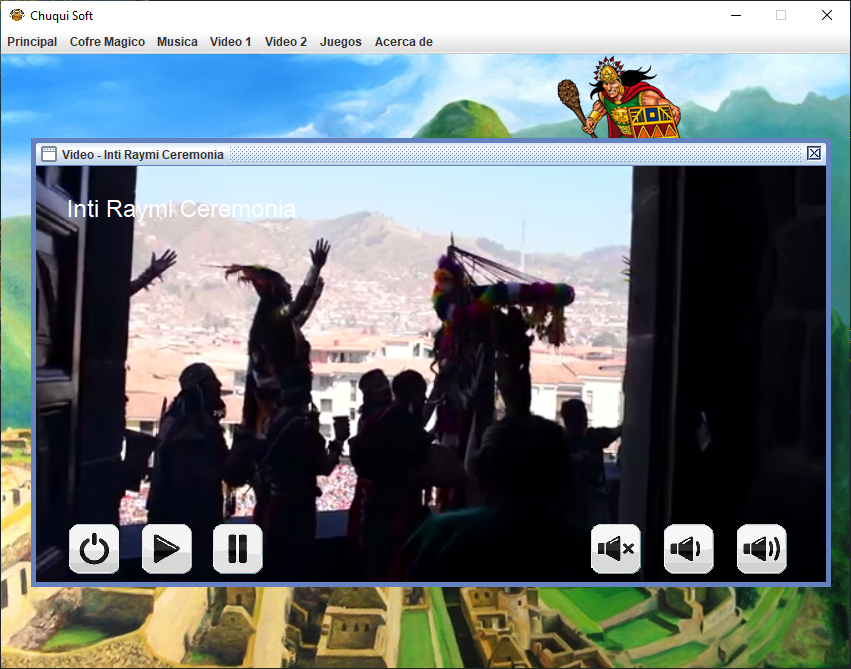 Chuqui Soft
Principal Cofre Magico Musica Video 1 Video 2 Juegos Acerca de
Video - Inti Raymi Ceremonia
Inti Raymi Ceremonia